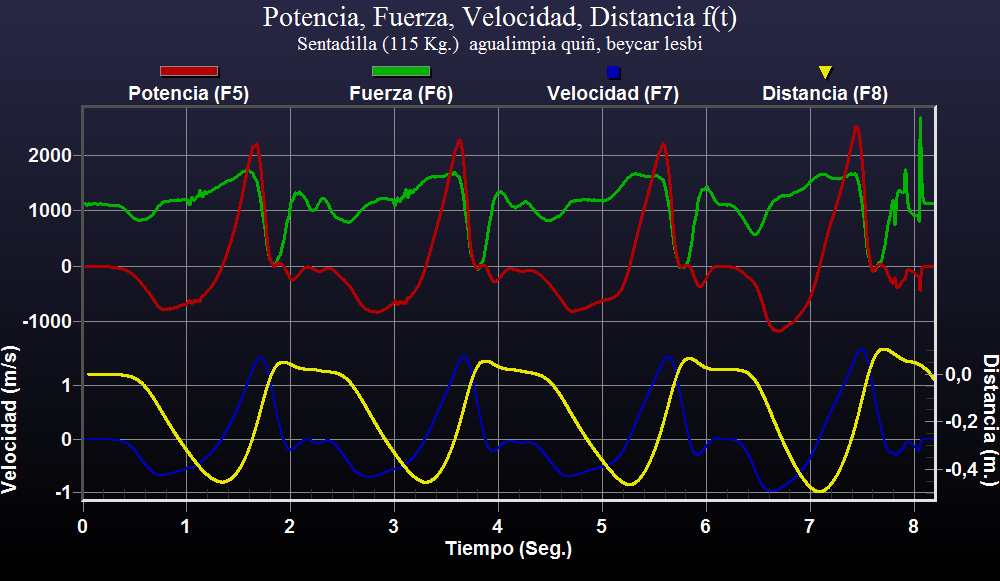 Potencia, Fuerza, Velocidad, Distancia f(t)
Sentadilla (115 Kg.)  agualimpia quiñ, beycar lesbi
Potencia (F5)
Fuerza (F6)
Velocidad (F7)
Distancia (F8)
2000
1000
0
-1000
1
0
-1
Velocidad (m/s)
0,0
-0,2
-0,4
Distancia (m.)
0 1 2 3 4 5 6 7 8
Tiempo (Seg.)